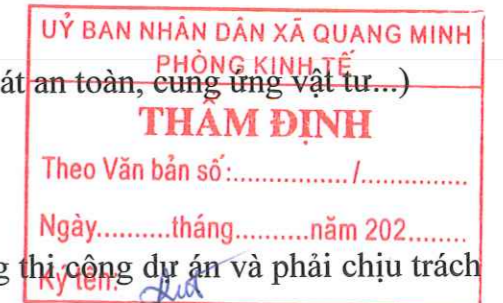 UỶ BAN NHÂN DÂN XÃ QUANG MINH
PHÒNG KINH TẾ
át an toàn, cung ứng vật tư...)
THẨM ĐỊNH
Theo Văn bản số:................/................
Ngày..........tháng..........năm 202........
g thi công dự án và phải chịu trách
Ký tên: